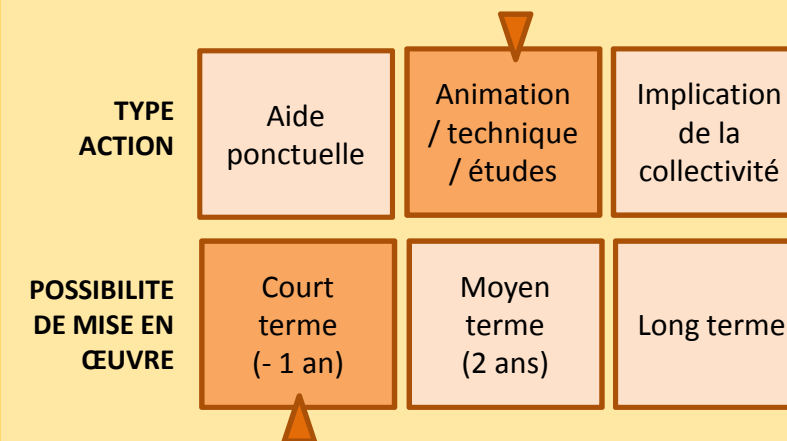 TYPE
ACTION
Aide
ponctuelle
Animation
/ technique
/ études
Implication
de la
collectivité
POSSIBILITE
DE MISE EN
ŒUVRE
Court
terme
(- 1 an)
Moyen
terme
(2 ans)
Long terme